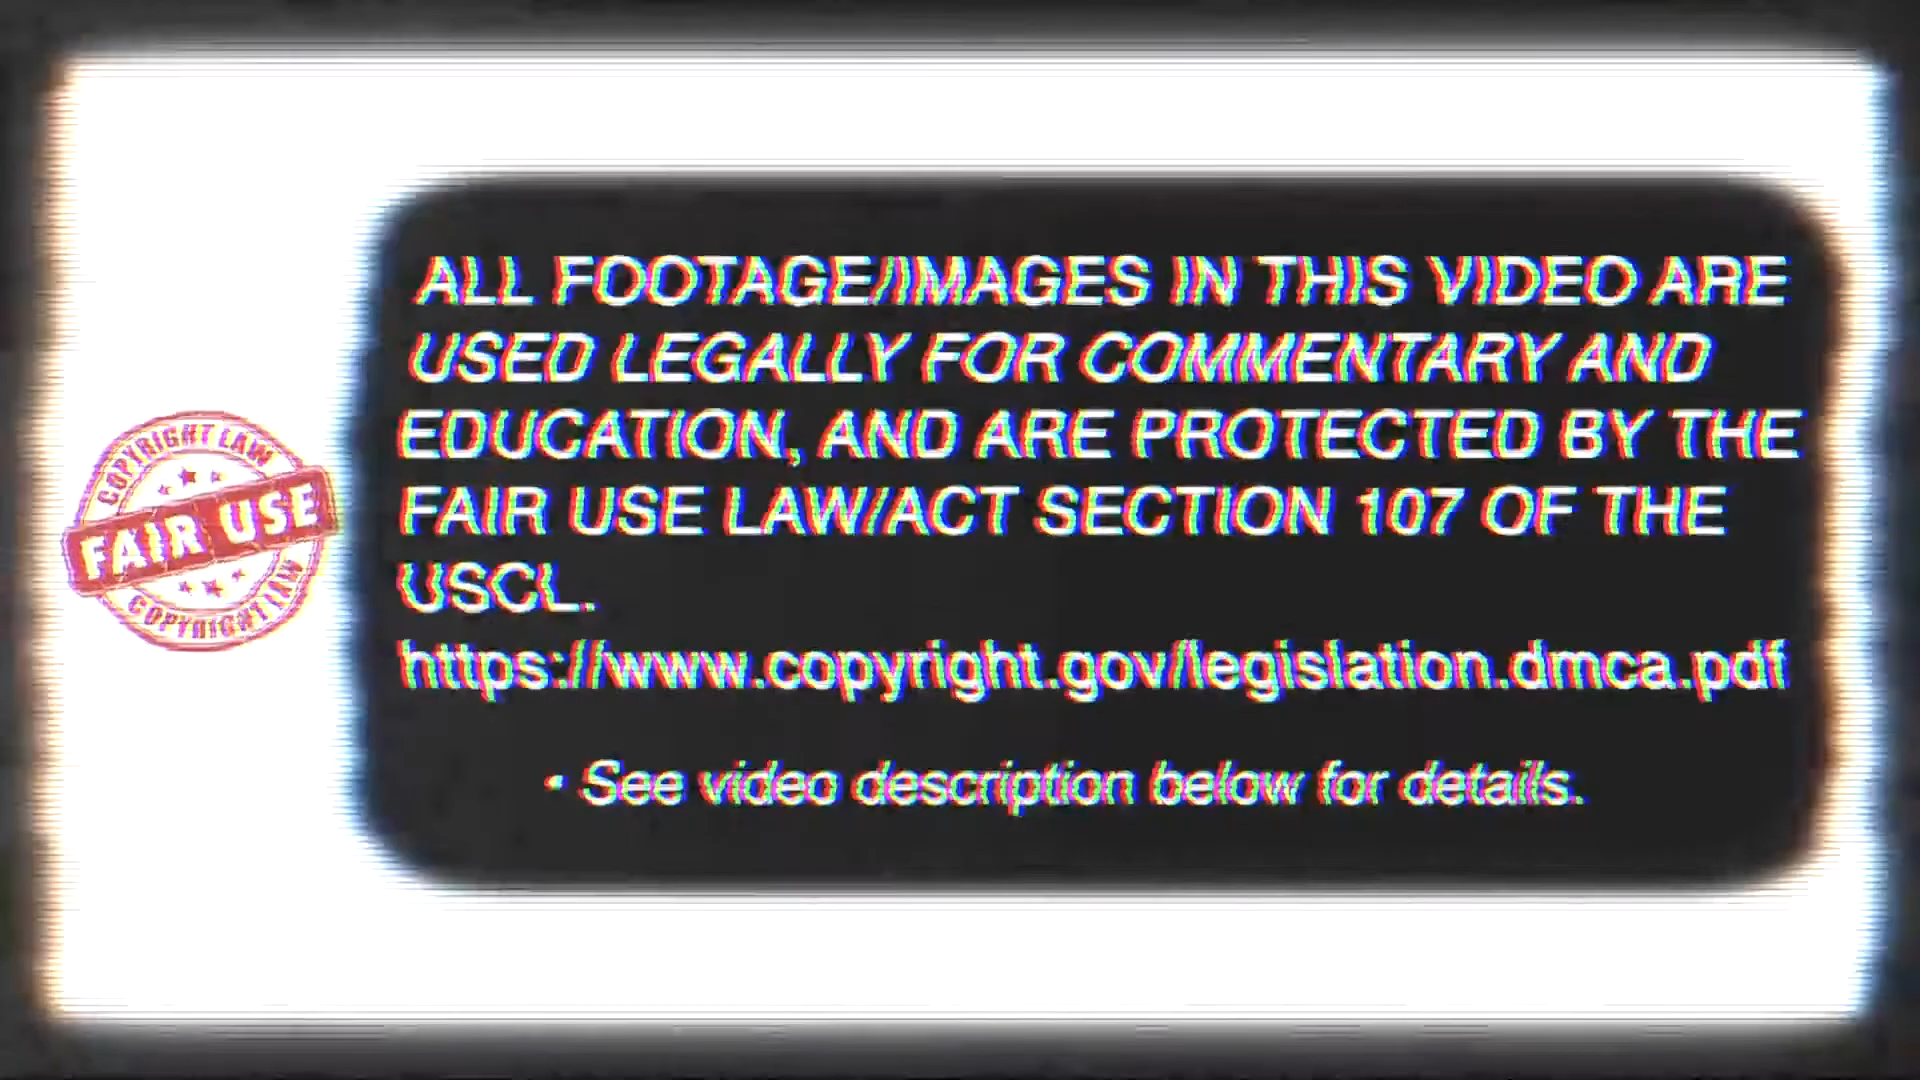 COPYRIGHT LAW
FAIR USE
COPYRIGHT LAW
ALL FOOTAGE/IMAGES IN THIS VIDEO ARE
USED LEGALLY FOR COMMENTARY AND
EDUCATION, AND ARE PROTECTED BY THE
FAIR USE LAW/ACT SECTION 107 OF THE
USCL.
https://www.copyright.gov/legislation.dmca.pdf
• See video description below for details.